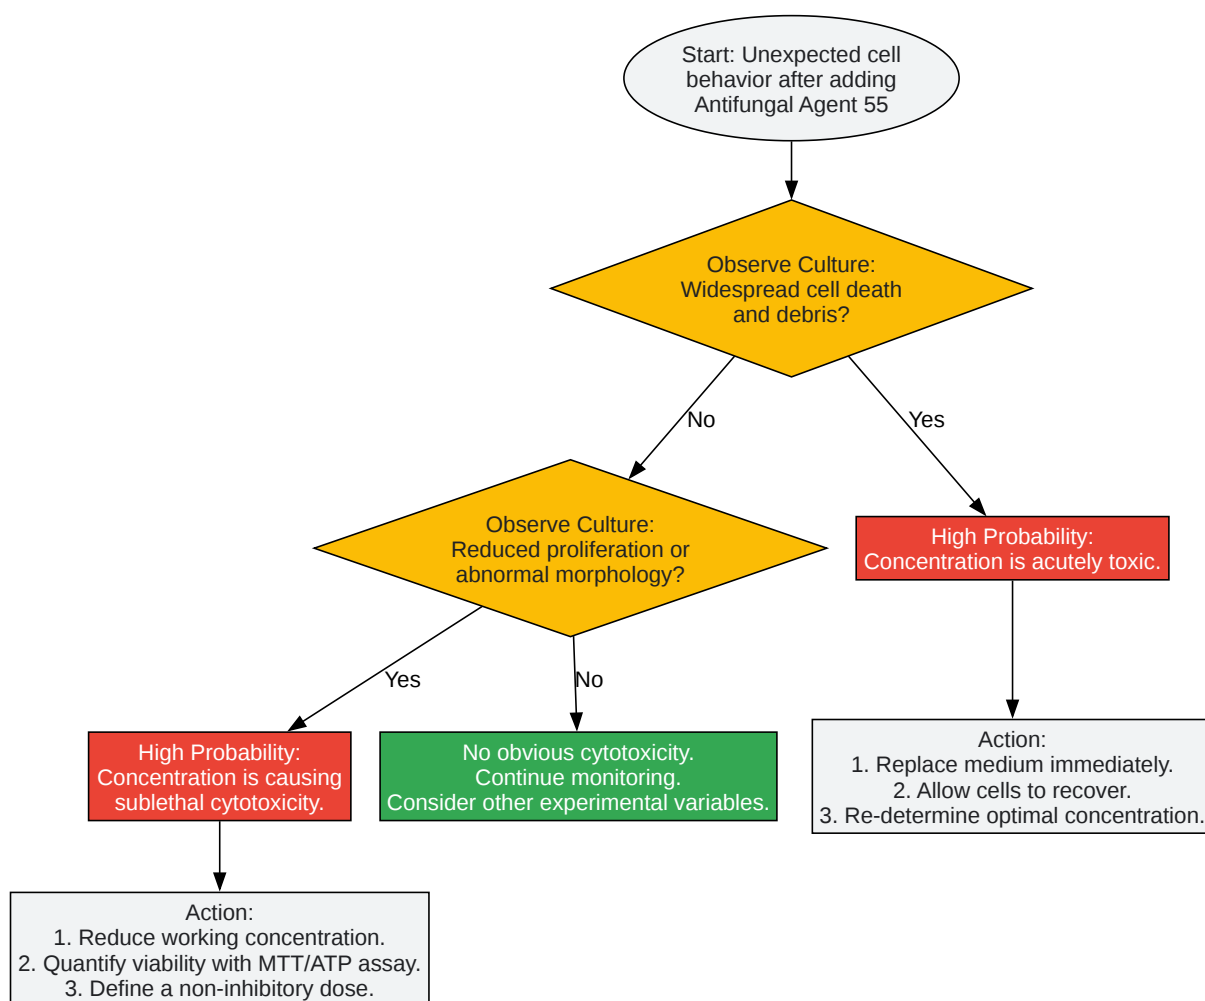 Start: Unexpected cell
behavior after adding
Antifungal Agent 55
Observe Culture:
Widespread cell death
and debris?
No
Yes
Observe Culture:
Reduced proliferation or
abnormal morphology?
High Probability:
Concentration is acutely toxic.
Yes
No
High Probability:
Concentration is causing
sublethal cytotoxicity.
No obvious cytotoxicity.
Continue monitoring.
Consider other experimental variables.
Action:
1. Replace medium immediately.
2. Allow cells to recover.
3. Re-determine optimal concentration.
Action:
1. Reduce working concentration.
2. Quantify viability with MTT/ATP assay.
3. Define a non-inhibitory dose.